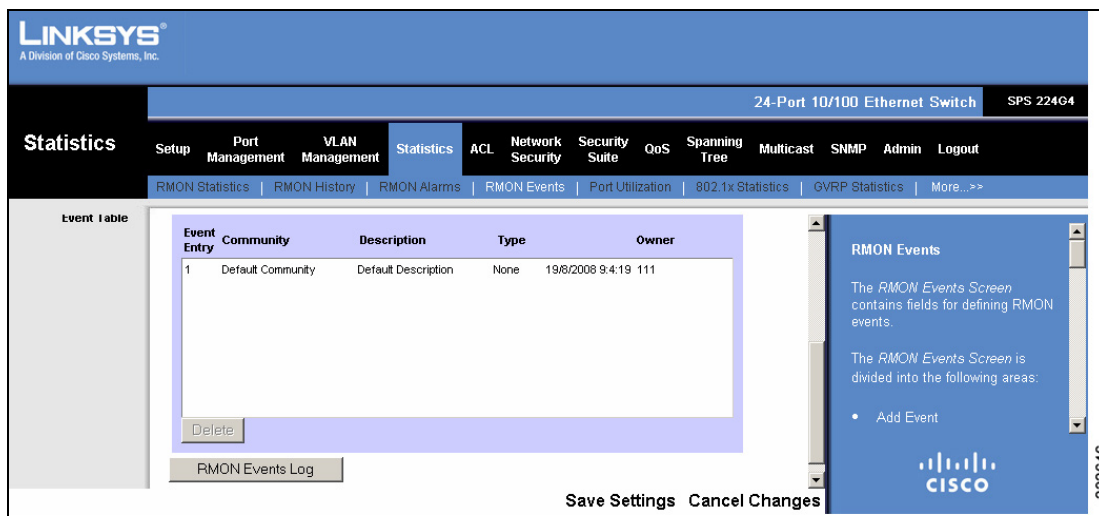 LINKSYS®
A Division of Cisco Systems, Inc.
24-Port 10/100 Ethernet Switch
SPS 224G4
Statistics
Setup
Port Management
VLAN Management
Statistics
ACL
Network Security
Security Suite
QoS
Spanning Tree
Multicast
SNMP
Admin
Logout
RMON Statistics | RMON History | RMON Alarms | RMON Events | Port Utilization | 802.1x Statistics | GVRP Statistics | More...>>
Event Table
Event Entry Community Description Type Owner
1 Default Community Default Description None 19/8/2008 9:4:19 111
Delete
RMON Events Log
RMON Events
The RMON Events Screen
contains fields for defining RMON
events.
The RMON Events Screen is
divided into the following areas:
• Add Event
CISCO
Save Settings Cancel Changes